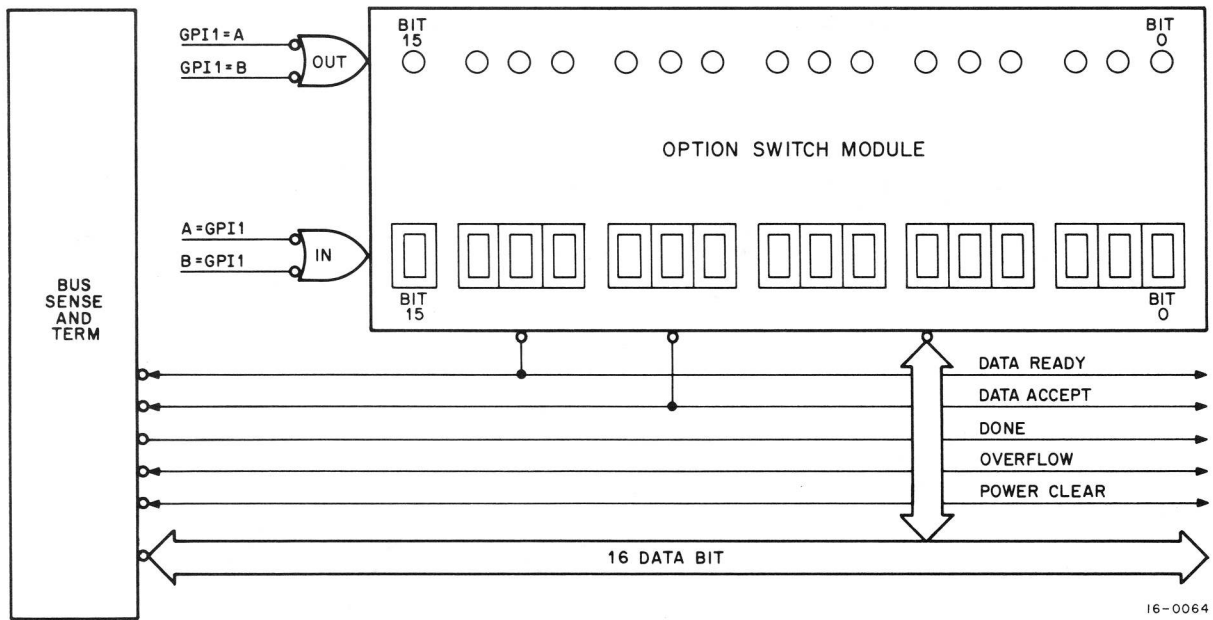 GPI1=A
GPI1=B
OUT
BIT
15
BIT
0
OPTION SWITCH MODULE
A=GPI1
B=GPI1
IN
BIT
15
BIT
0
BUS
SENSE
AND
TERM
DATA READY
DATA ACCEPT
DONE
OVERFLOW
POWER CLEAR
16 DATA BIT
16-0064